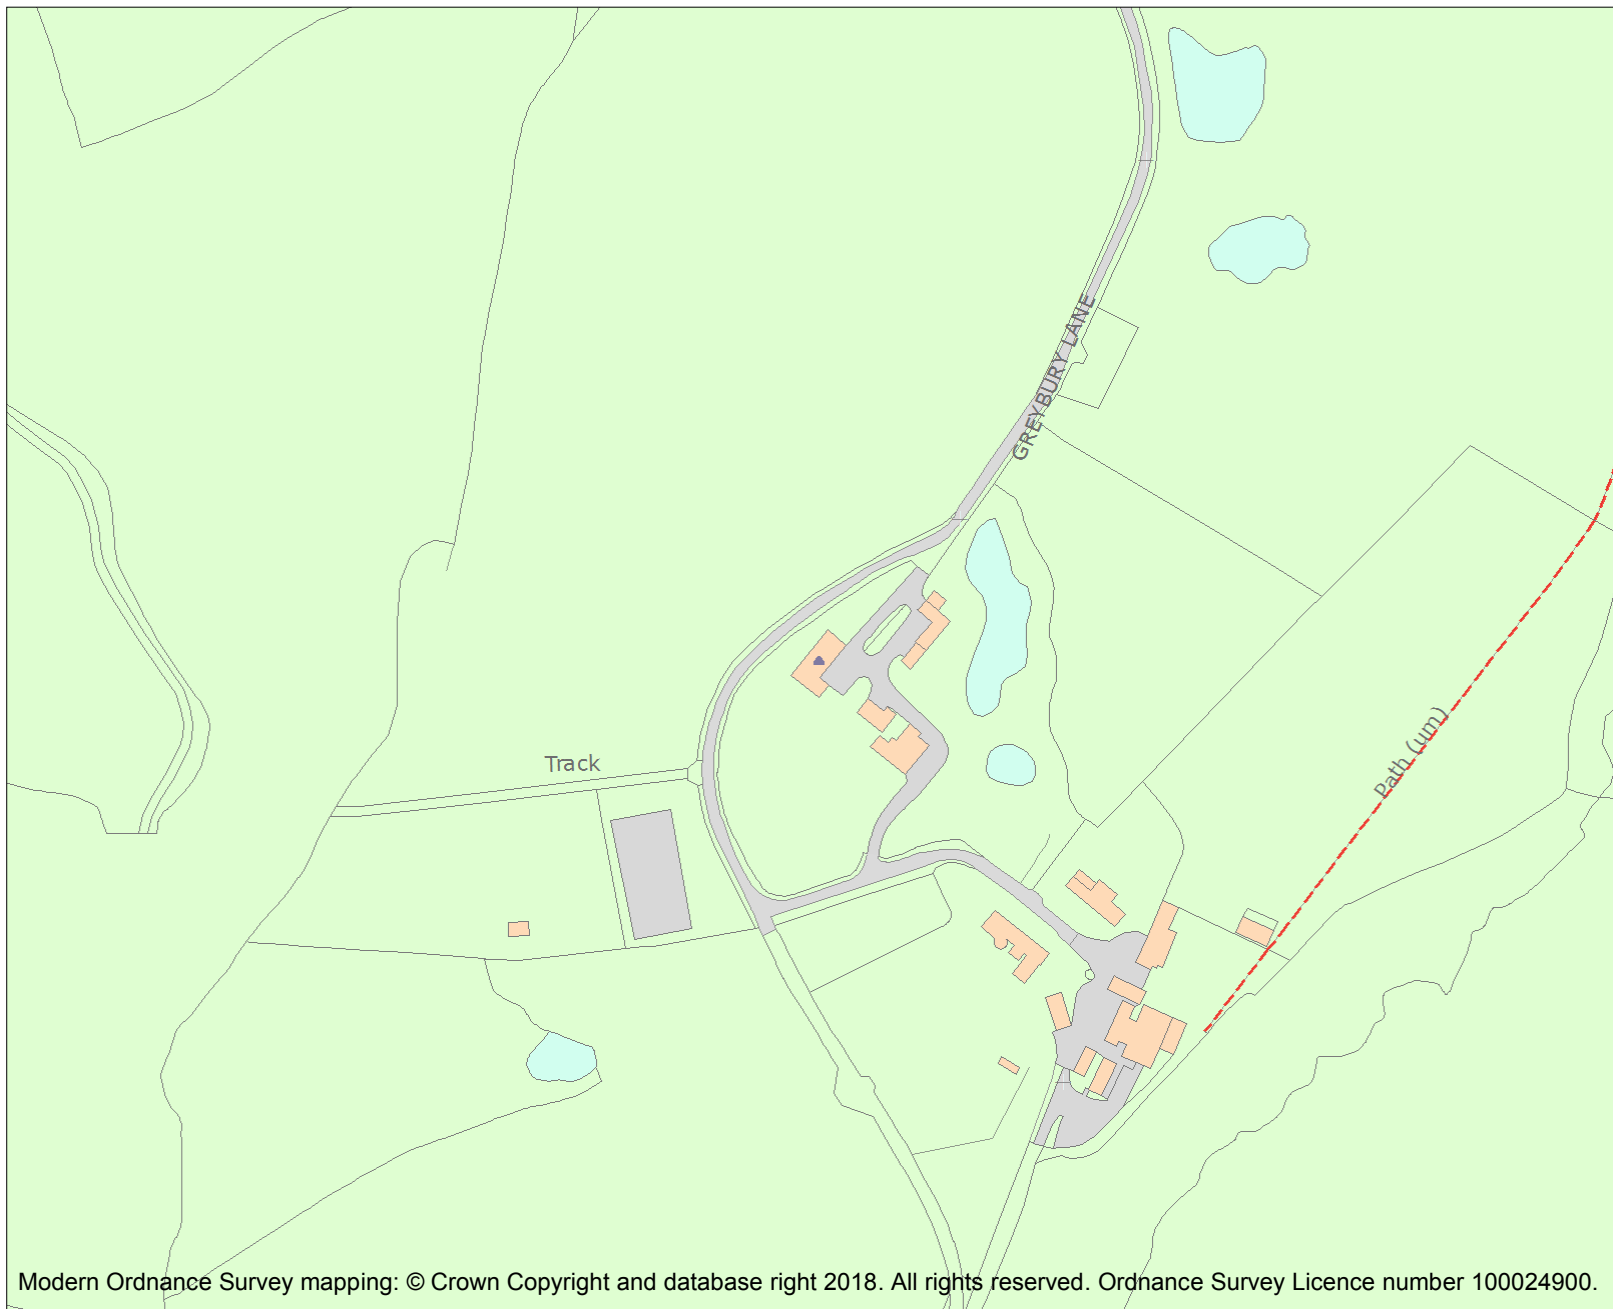 GREYBURY LANE
Path (um)
Track
Modern Ordnance Survey mapping: © Crown Copyright and database right 2018. All rights reserved. Ordnance Survey Licence number 100024900.